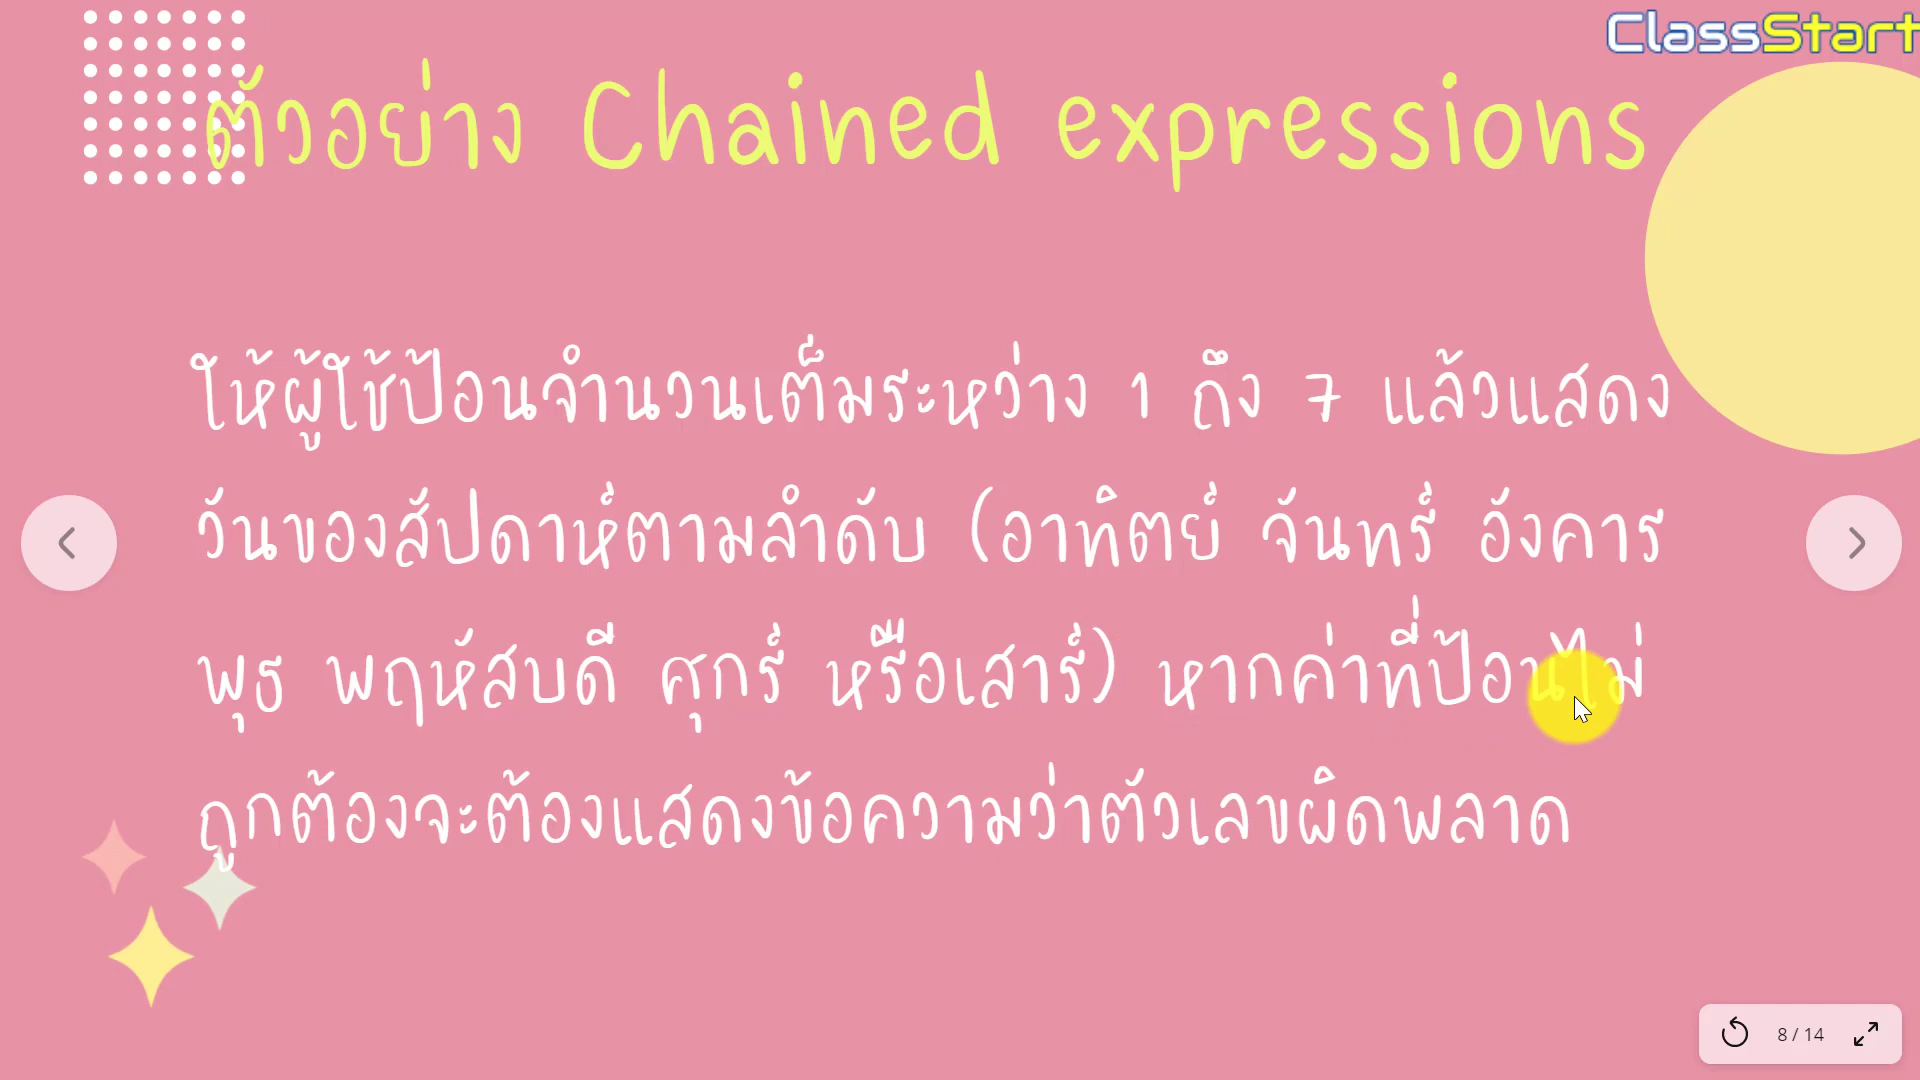 ClassStart
ตัวอย่าง Chained expressions
ให้ผู้ใช้ป้อนจำนวนเต็มระหว่าง 1 ถึง 7 แล้วแสดง
วันของสัปดาห์ตามลำดับ (อาทิตย์ จันทร์ อังคาร
พุธ พฤหัสบดี ศุกร์ หรือเสาร์) หากค่าที่ป้อนไม่
ถูกต้องจะต้องแสดงข้อความว่าตัวเลขผิดพลาด
8 / 14